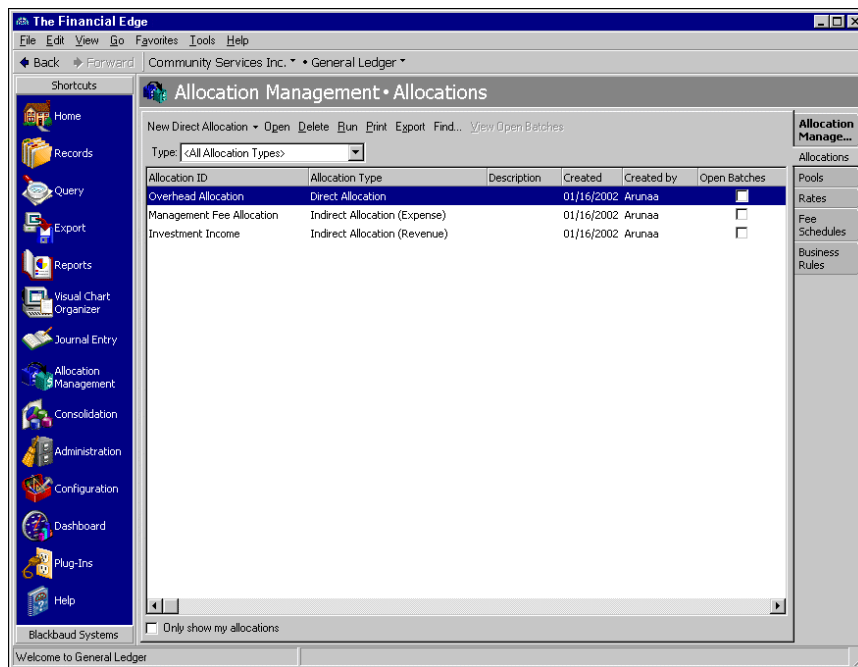 The Financial Edge
File Edit View Go Favorites Tools Help
Back Forward Community Services Inc. • General Ledger
Shortcuts
Home
Records
Query
Export
Reports
Visual Chart
Organizer
Journal Entry
Allocation
Management
Consolidation
Administration
Configuration
Dashboard
Plug-Ins
Help
Blackbaud Systems
Allocation Management • Allocations
New Direct Allocation Open Delete Run Print Export Find... View Open Batches
Type: <All Allocation Types>
Allocation ID Allocation Type Description Created Created by Open Batches
Overhead Allocation Direct Allocation 01/16/2002 Arunaa
Management Fee Allocation Indirect Allocation (Expense) 01/16/2002 Arunaa
Investment Income Indirect Allocation (Revenue) 01/16/2002 Arunaa
Only show my allocations
Allocation
Manage...
Allocations
Pools
Rates
Fee
Schedules
Business
Rules
Welcome to General Ledger